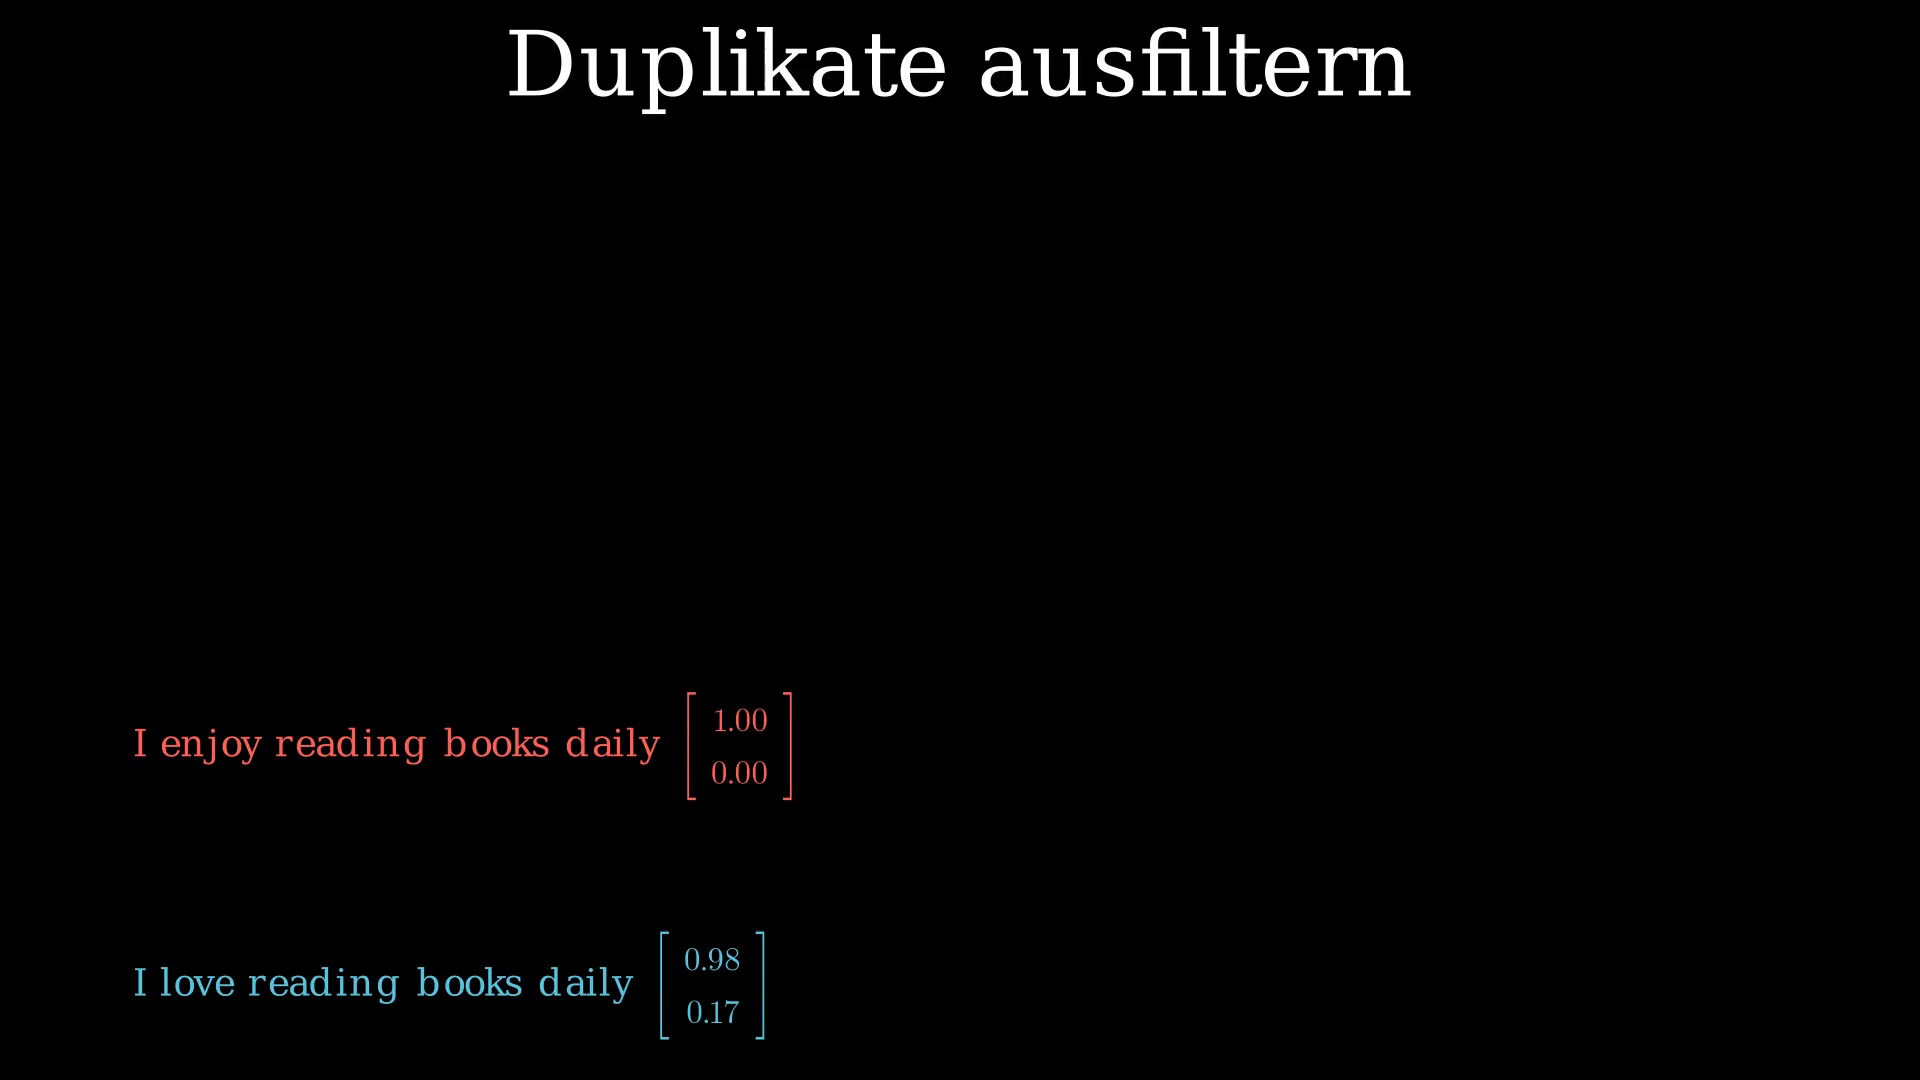 Duplikate ausfiltern
I enjoy reading books daily [1.00
0.00]
I love reading books daily [0.98
0.17]